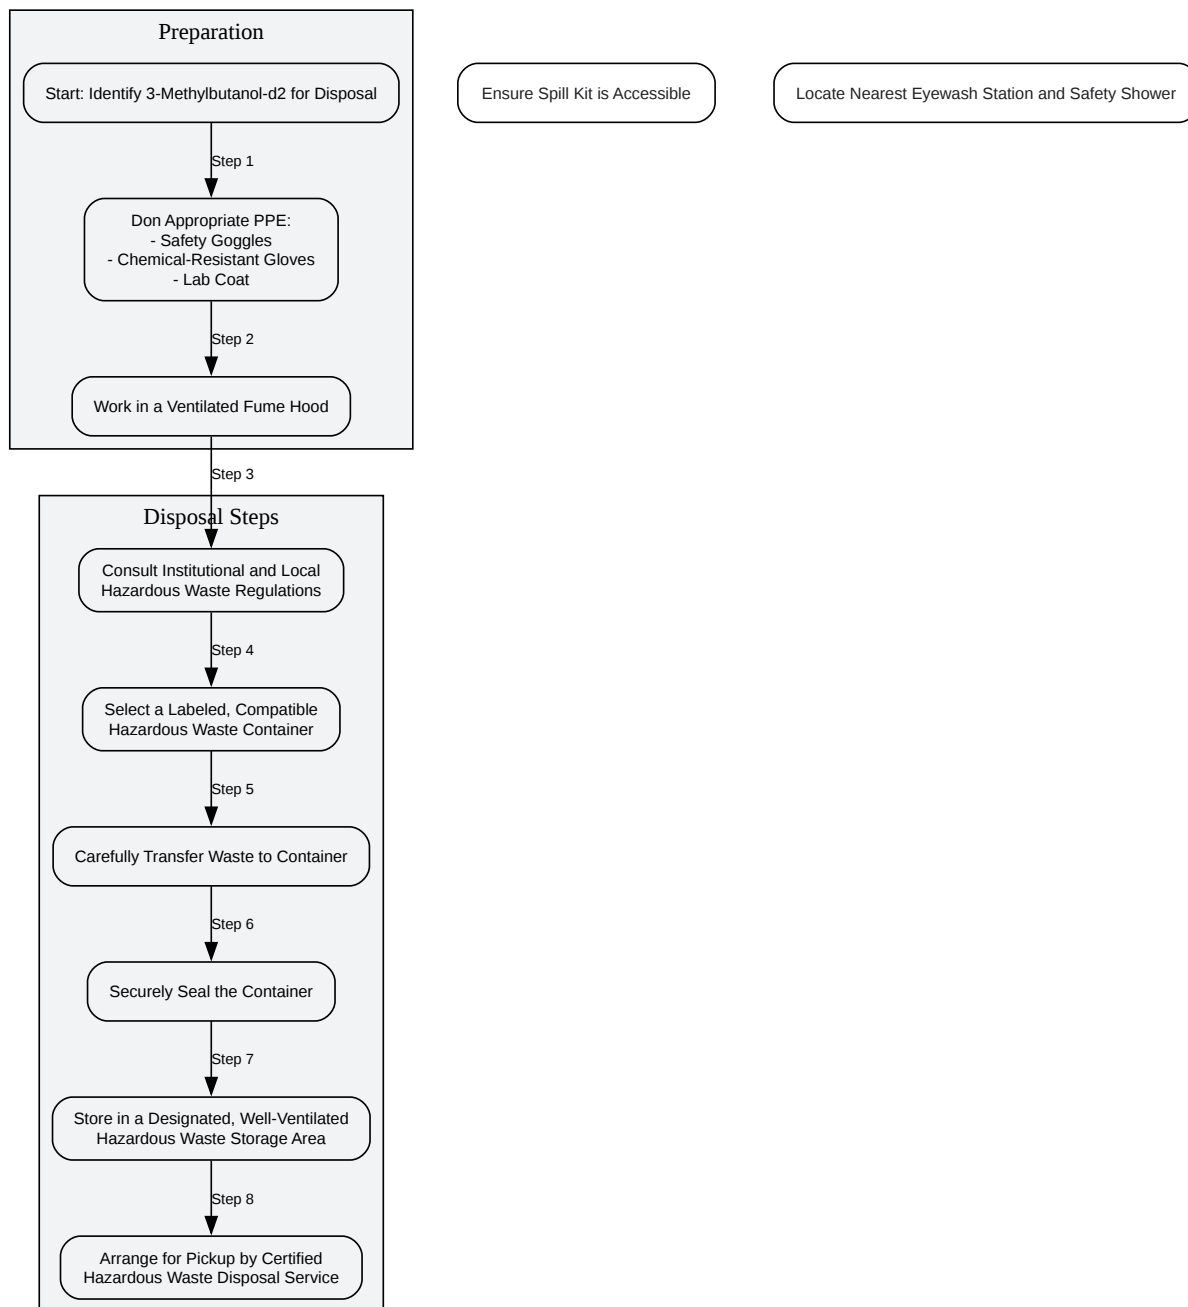 Preparation
Start: Identify 3-Methylbutanol-d2 for Disposal
Ensure Spill Kit is Accessible
Locate Nearest Eyewash Station and Safety Shower
Step 1
Don Appropriate PPE:
- Safety Goggles
- Chemical-Resistant Gloves
- Lab Coat
Step 2
Work in a Ventilated Fume Hood
Step 3
Disposal Steps
Consult Institutional and Local
Hazardous Waste Regulations
Step 4
Select a Labeled, Compatible
Hazardous Waste Container
Step 5
Carefully Transfer Waste to Container
Step 6
Securely Seal the Container
Step 7
Store in a Designated, Well-Ventilated
Hazardous Waste Storage Area
Step 8
Arrange for Pickup by Certified
Hazardous Waste Disposal Service